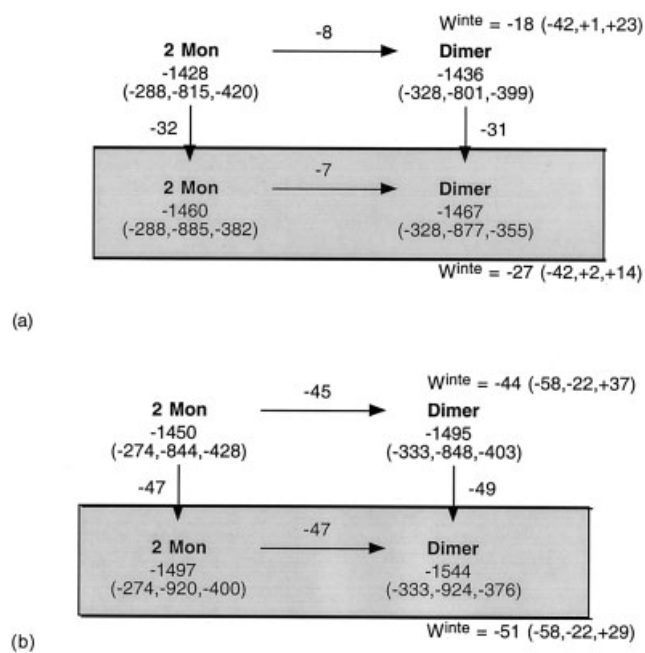 -8
Winte = -18 (-42,+1,+23)
2 Mon
Dimer
-1428
-1436
(-288,-815,-420)
(-328,-801,-399)
-32
-31
-7
2 Mon
Dimer
-1460
-1467
(-288,-885,-382)
(-328,-877,-355)
Winte = -27 (-42,+2,+14)
(a)
-45
Winte = -44 (-58,-22,+37)
2 Mon
Dimer
-1450
-1495
(-274,-844,-428)
(-333,-848,-403)
-47
-49
-47
2 Mon
Dimer
-1497
-1544
(-274,-920,-400)
(-333,-924,-376)
Winte = -51 (-58,-22,+29)
(b)